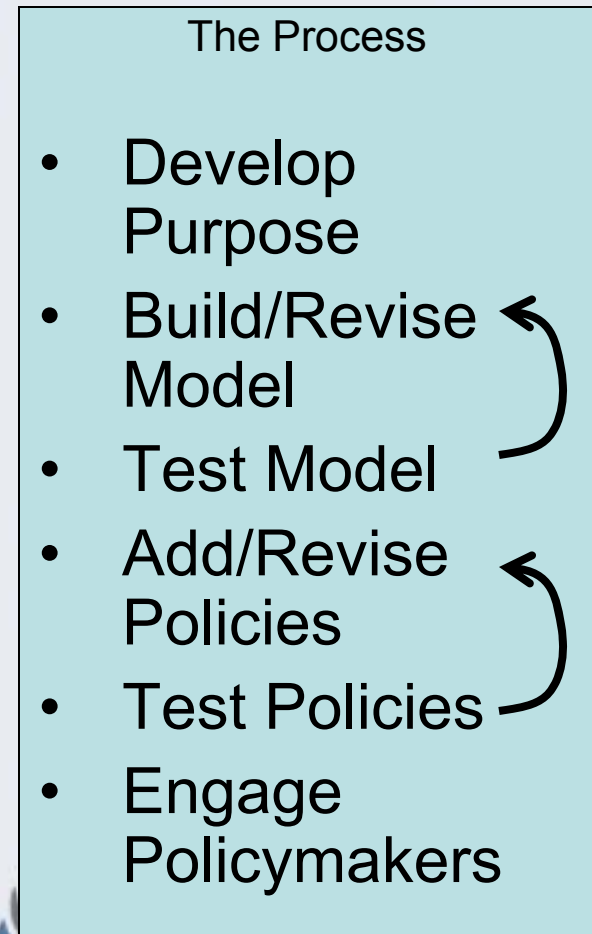 The Process
• Develop
Purpose
• Build/Revise
Model
• Test Model
• Add/Revise
Policies
• Test Policies
• Engage
Policymakers